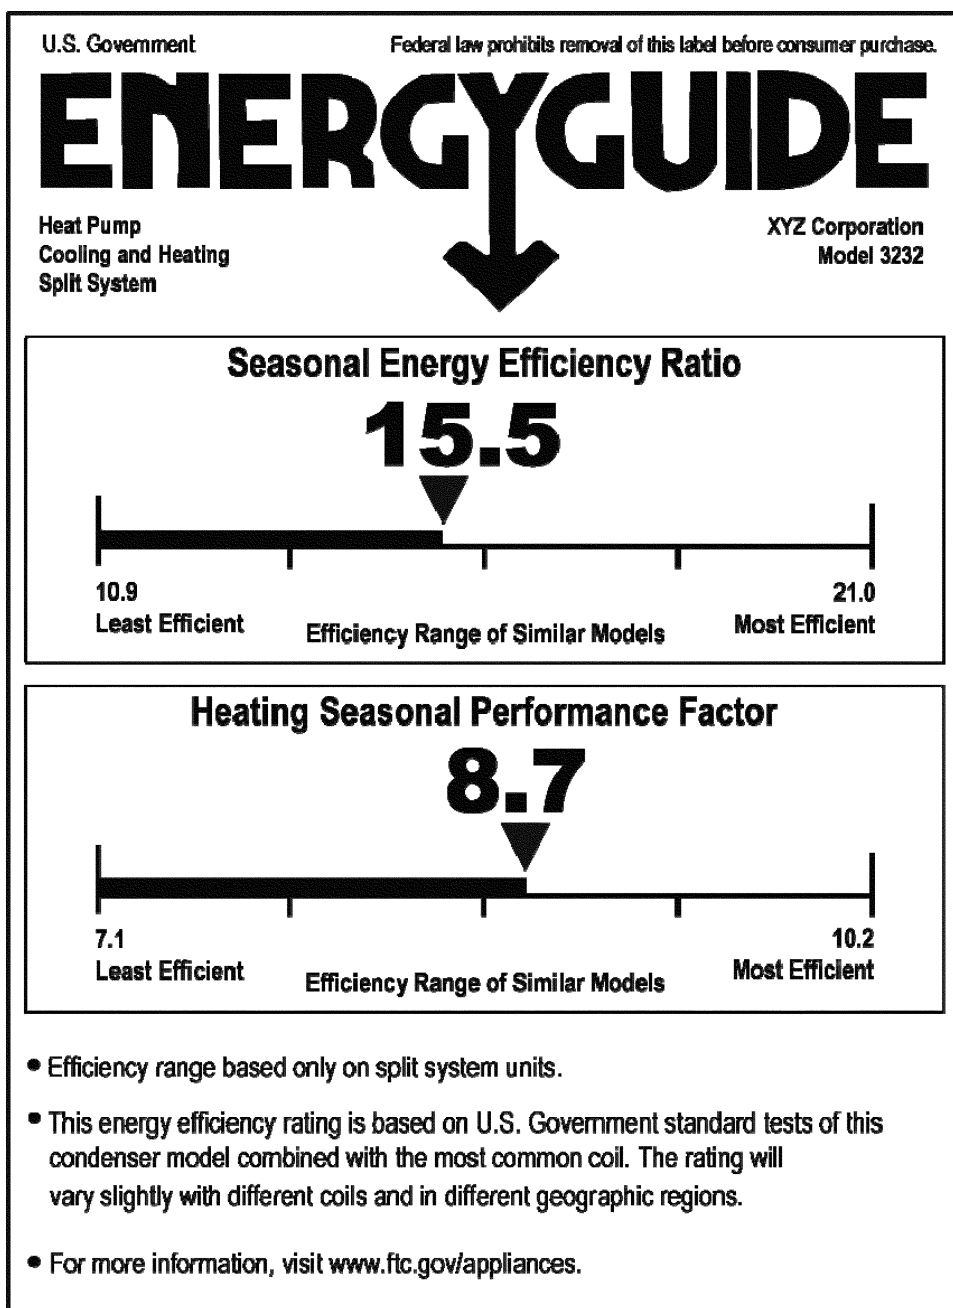 U.S. Government
Federal law prohibits removal of this label before consumer purchase.
ENERGYGUIDE
Heat Pump
Cooling and Heating
Split System
XYZ Corporation
Model 3232
Seasonal Energy Efficiency Ratio
15.5
10.9
Least Efficient
Efficiency Range of Similar Models
21.0
Most Efficient
Heating Seasonal Performance Factor
8.7
7.1
Least Efficient
Efficiency Range of Similar Models
10.2
Most Efficient
• Efficiency range based only on split system units.
• This energy efficiency rating is based on U.S. Government standard tests of this
condenser model combined with the most common coil. The rating will
vary slightly with different coils and in different geographic regions.
• For more information, visit www.ftc.gov/appliances.